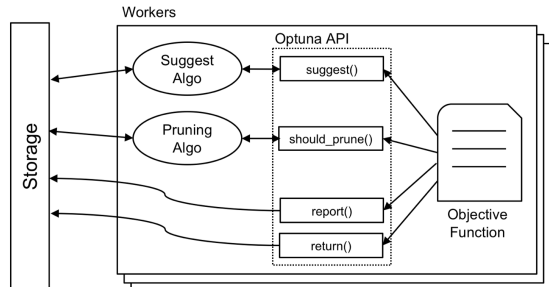 Workers
Optuna API
Suggest
Algo
suggest()
Pruning
Algo
should_prune()
Storage
report()
return()
Objective
Function